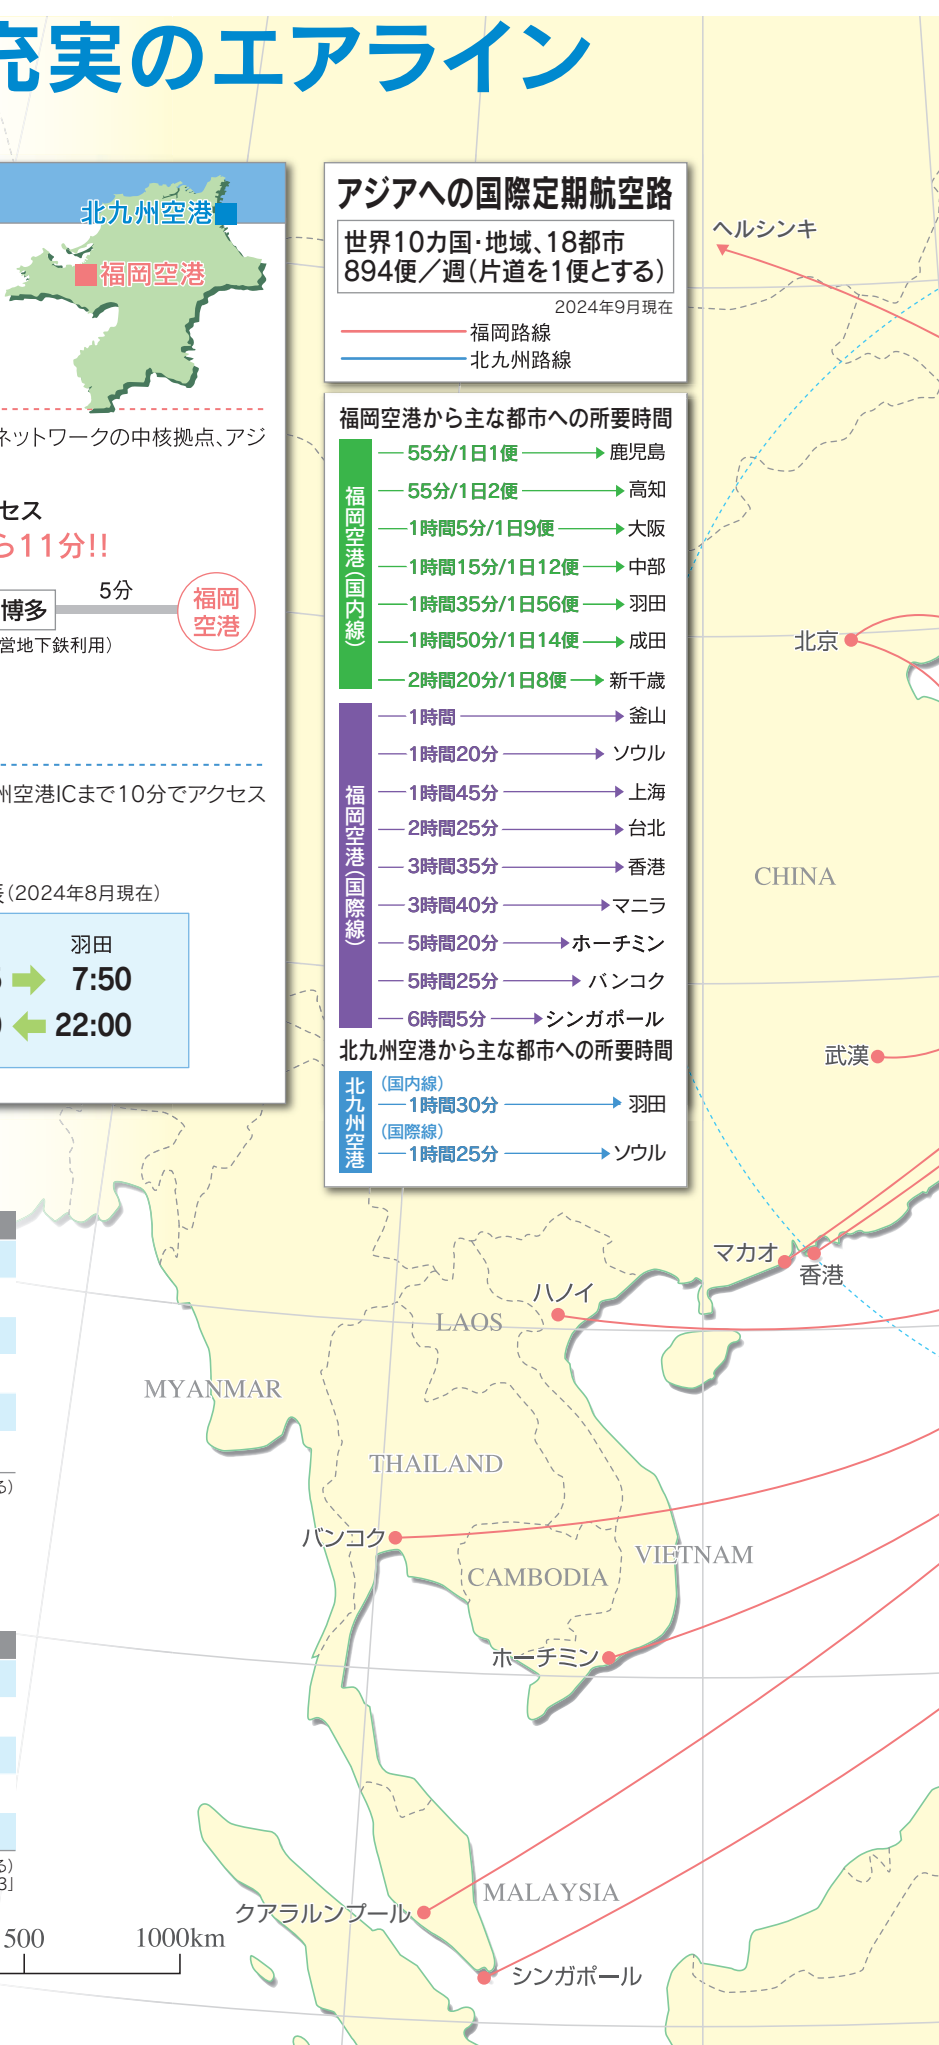 充実のエアライン
北九州空港
福岡空港
ネットワークの中核拠点、アジ
セス
ら11分!!
博多
5分
福岡
空港
営地下鉄利用)
州空港ICまで10分でアクセス
(2024年8月現在)
羽田
7:50
22:00
アジアへの国際定期航空路
世界10カ国・地域、18都市
894便／週(片道を1便とする)
2024年9月現在
福岡路線
北九州路線
福岡空港から主な都市への所要時間
福岡空港(国内線)
55分/1日1便 鹿児島
55分/1日2便 高知
1時間5分/1日9便 大阪
1時間15分/1日12便 中部
1時間35分/1日56便 羽田
1時間50分/1日14便 成田
2時間20分/1日8便 新千歳
福岡空港(国際線)
1時間 釜山
1時間20分 ソウル
1時間45分 上海
2時間25分 台北
3時間35分 香港
3時間40分 マニラ
5時間20分 ホーチミン
5時間25分 バンコク
6時間5分 シンガポール
北九州空港から主な都市への所要時間
北九州空港
(国内線)
1時間30分 羽田
(国際線)
1時間25分 ソウル
ヘルシンキ
北京
CHINA
武漢
マカオ
香港
ハノイ
LAOS
MYANMAR
THAILAND
バンコク
VIETNAM
CAMBODIA
ホーチミン
る)
る)
3」
MALAYSIA
クアラルンプール
500
1000km
シンガポール